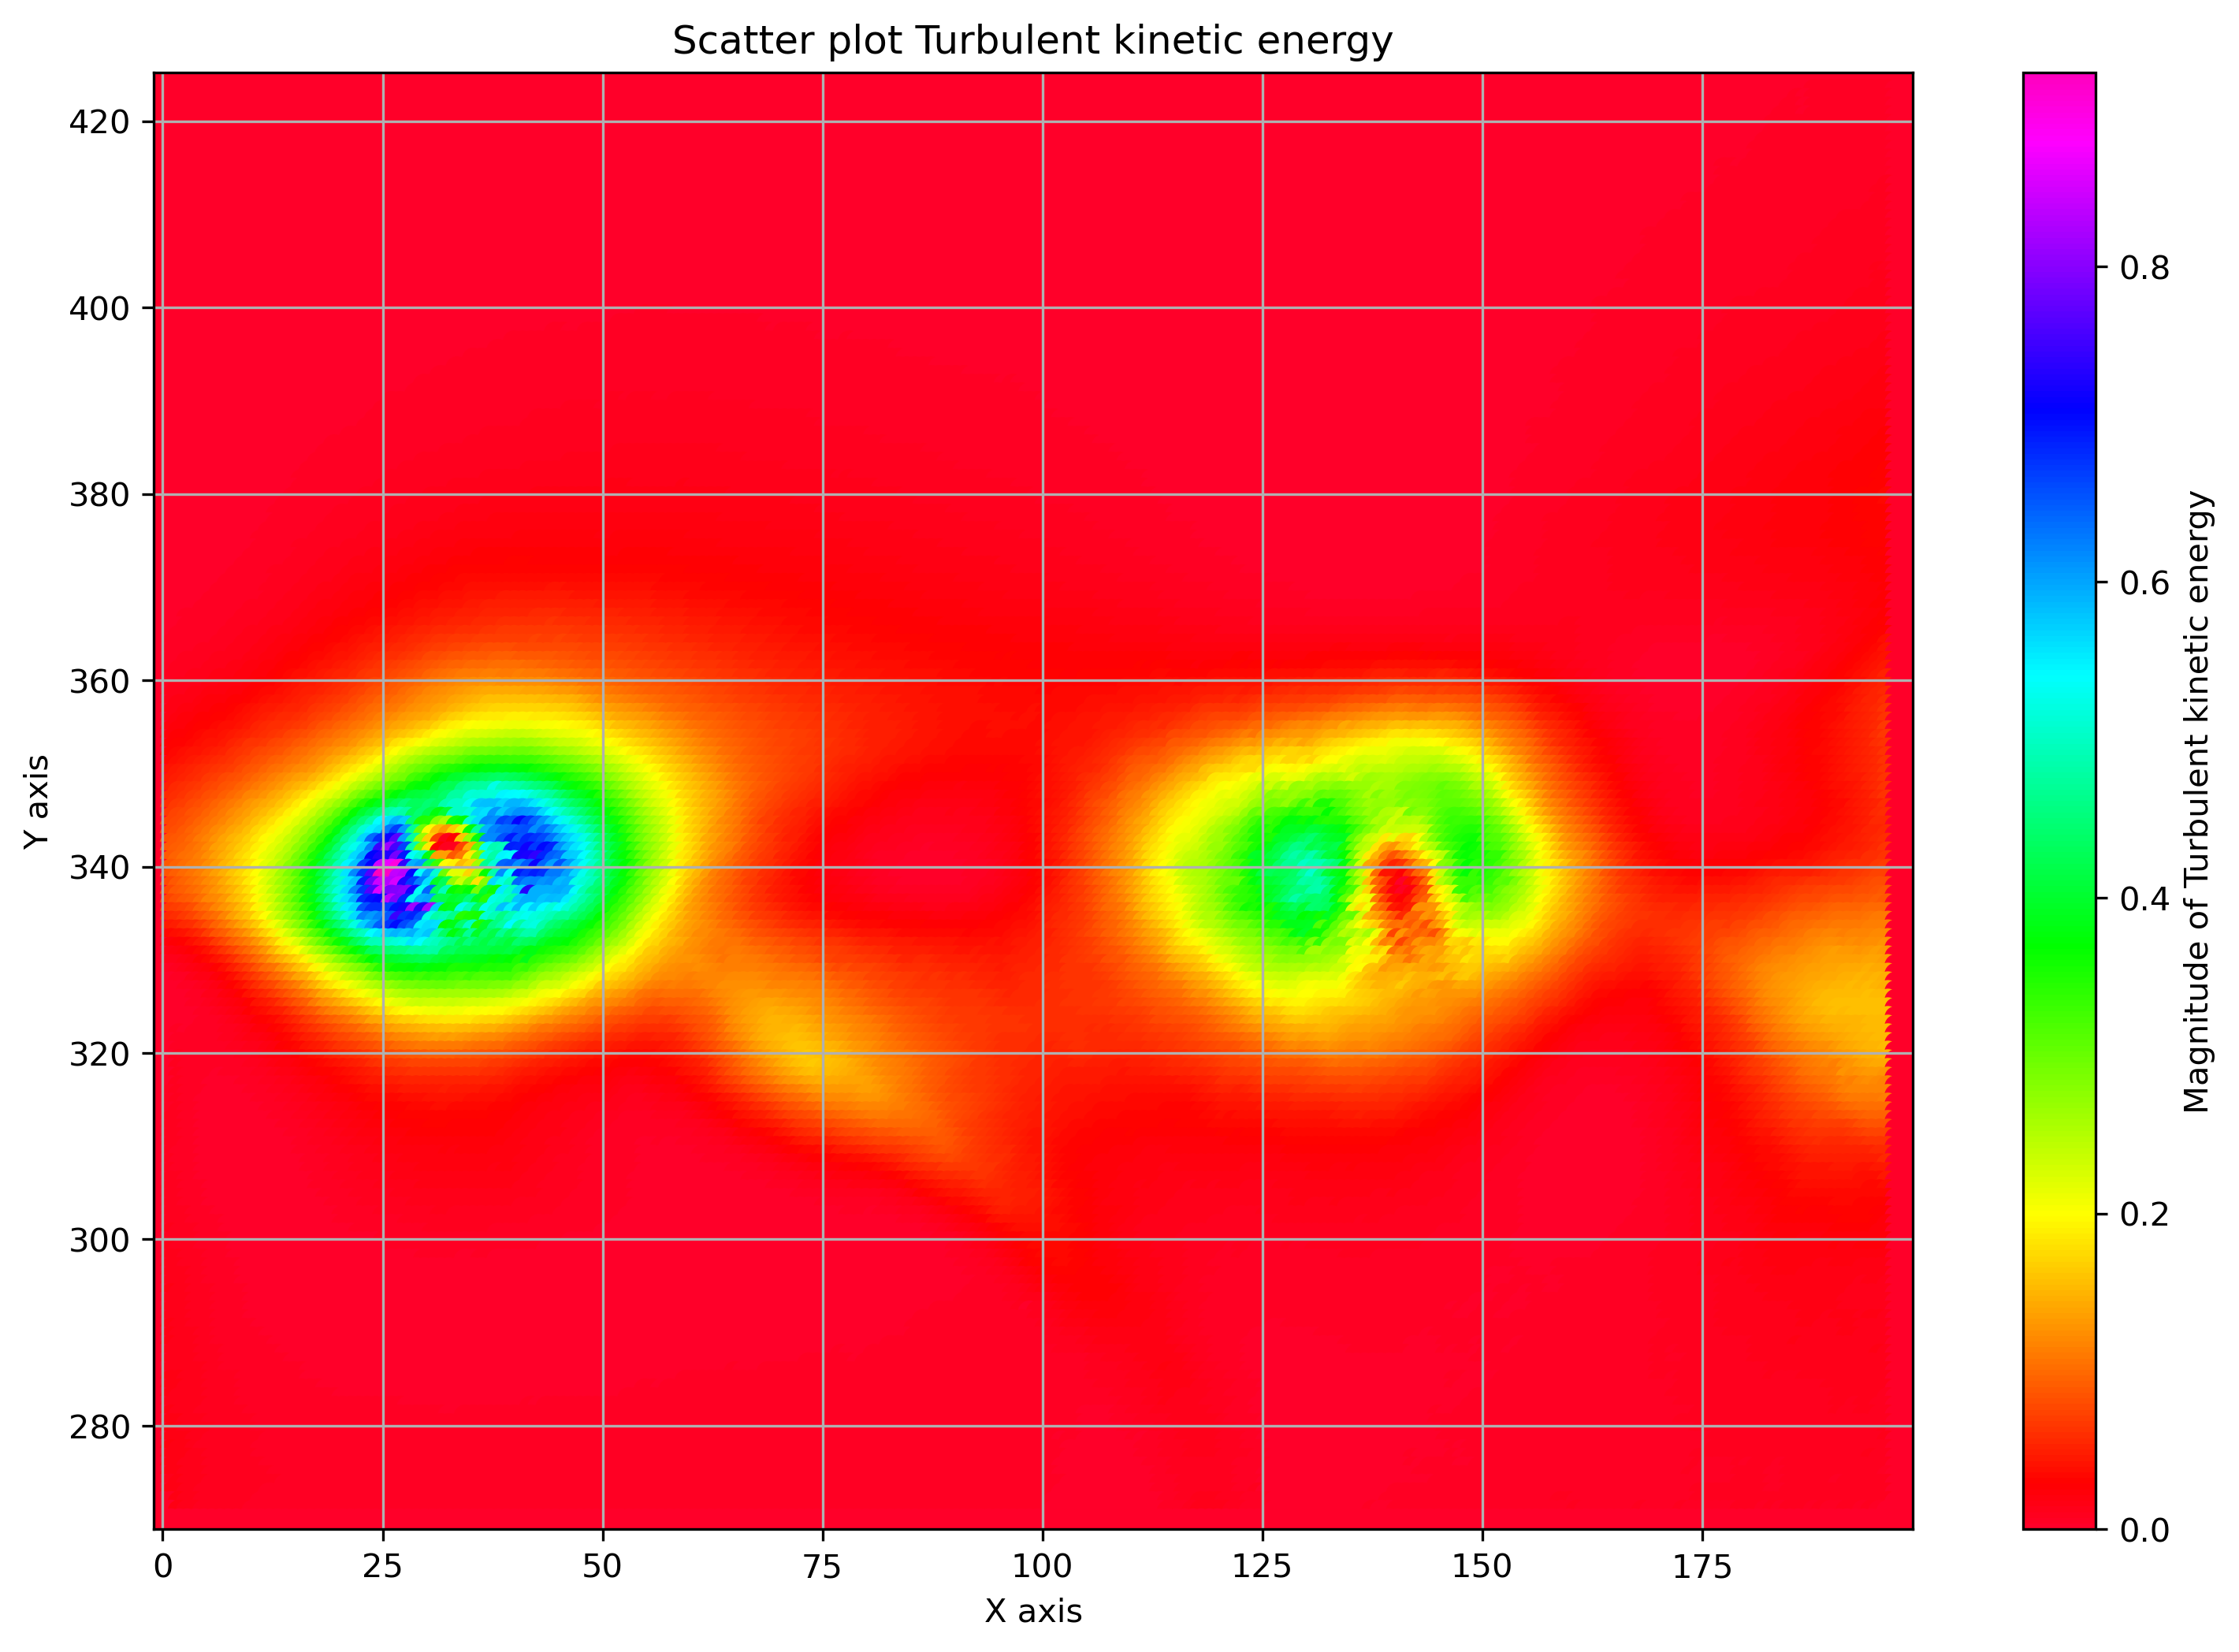 Scatter plot Turbulent kinetic energy
420
400
380
360
340
320
300
280
Y axis
0 25 50 75 100 125 150 175
X axis
0.8
0.6
0.4
0.2
0.0
Magnitude of Turbulent kinetic energy